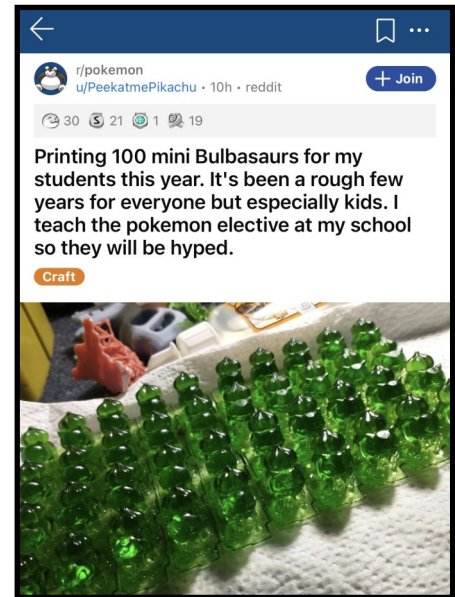 r/pokemon
u/PeekatmePikachu • 10h • reddit
+ Join
30 21 1 19
Printing 100 mini Bulbasaurs for my
students this year. It's been a rough few
years for everyone but especially kids. I
teach the pokemon elective at my school
so they will be hyped.
Craft